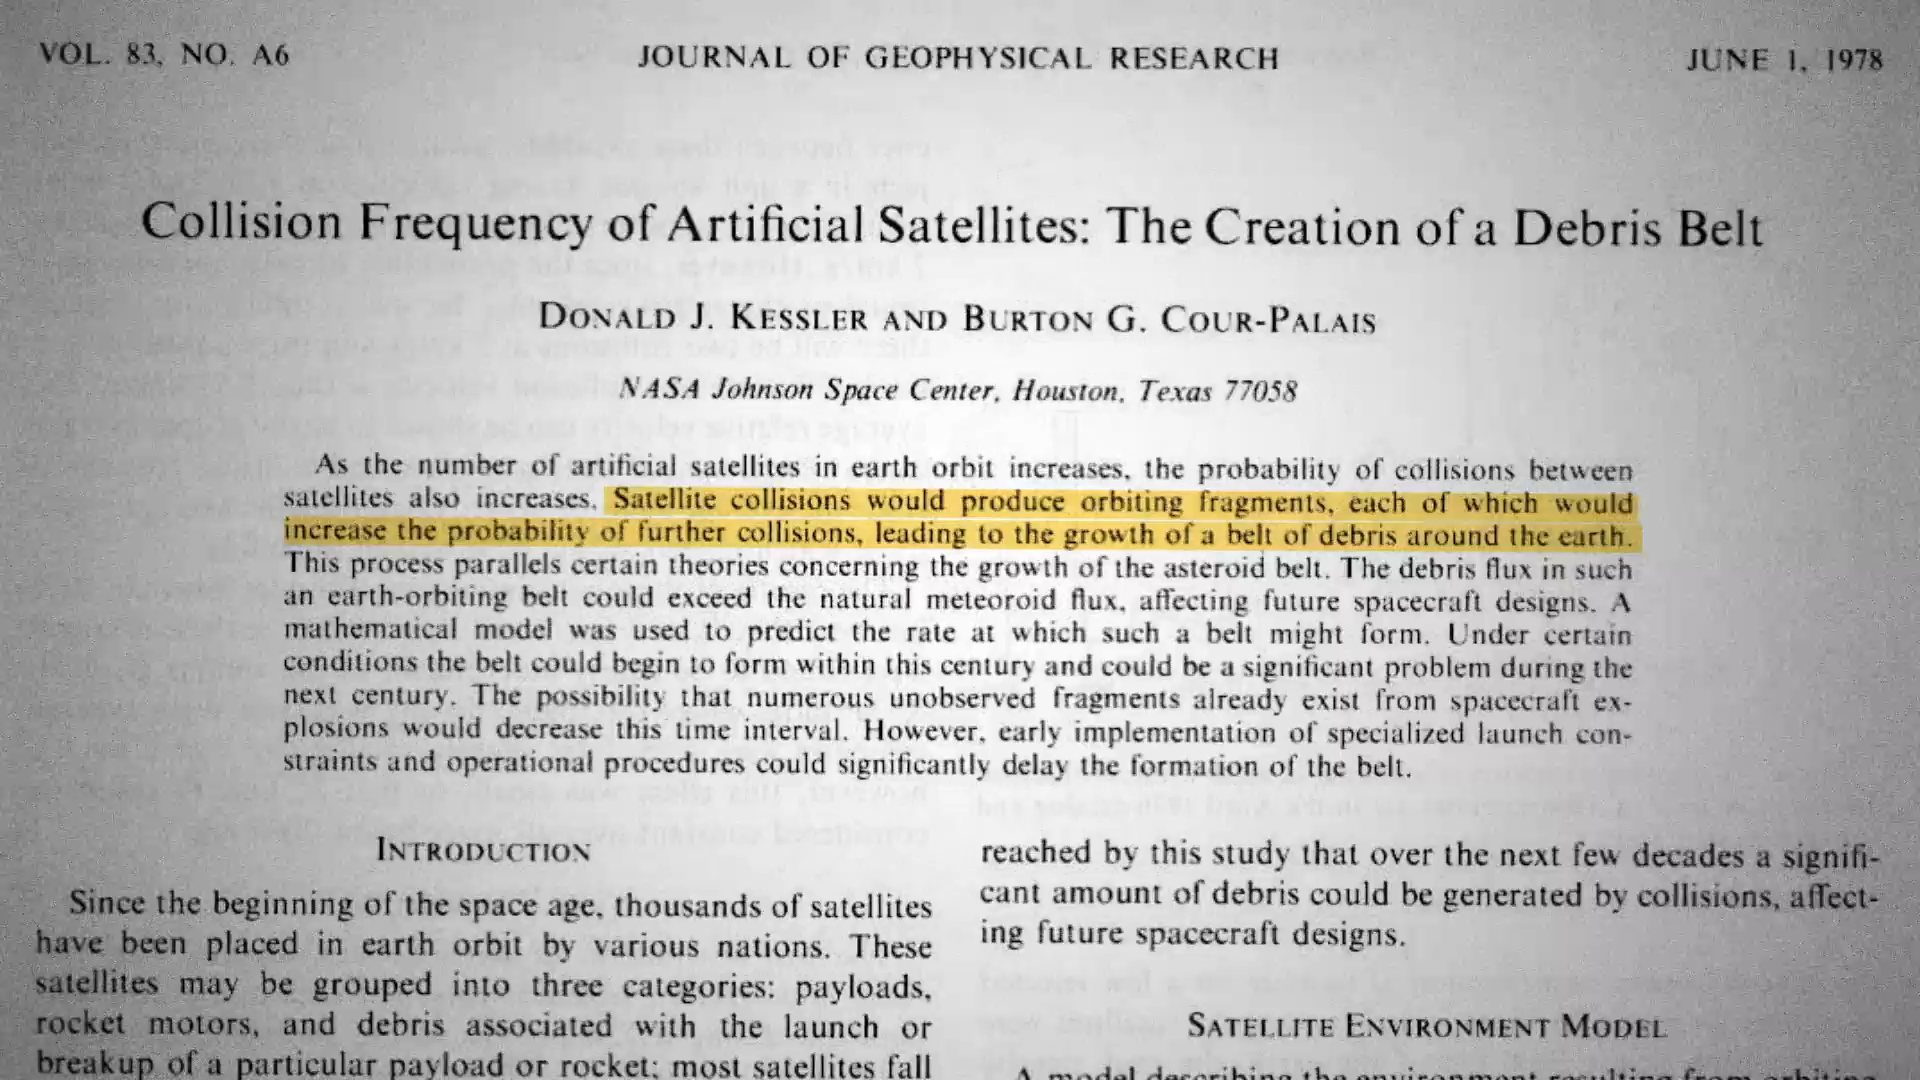 VOL. 83, NO. A6
JOURNAL OF GEOPHYSICAL RESEARCH
JUNE 1, 1978
Collision Frequency of Artificial Satellites: The Creation of a Debris Belt
DONALD J. KESSLER AND BURTON G. COUR-PALAIS
NASA Johnson Space Center, Houston, Texas 77058
As the number of artificial satellites in earth orbit increases, the probability of collisions between
satellites also increases. Satellite collisions would produce orbiting fragments, each of which would
increase the probability of further collisions, leading to the growth of a belt of debris around the earth.
This process parallels certain theories concerning the growth of the asteroid belt. The debris flux in such
an earth-orbiting belt could exceed the natural meteoroid flux, affecting future spacecraft designs. A
mathematical model was used to predict the rate at which such a belt might form. Under certain
conditions the belt could begin to form within this century and could be a significant problem during the
next century. The possibility that numerous unobserved fragments already exist from spacecraft ex-
plosions would decrease this time interval. However, early implementation of specialized launch con-
straints and operational procedures could significantly delay the formation of the belt.
INTRODUCTION
Since the beginning of the space age, thousands of satellites
have been placed in earth orbit by various nations. These
satellites may be grouped into three categories: payloads,
rocket motors, and debris associated with the launch or
breakup of a particular payload or rocket; most satellites fall
reached by this study that over the next few decades a signifi-
cant amount of debris could be generated by collisions, affect-
ing future spacecraft designs.
SATELLITE ENVIRONMENT MODEL
A model describing the environment resulting from orbiting